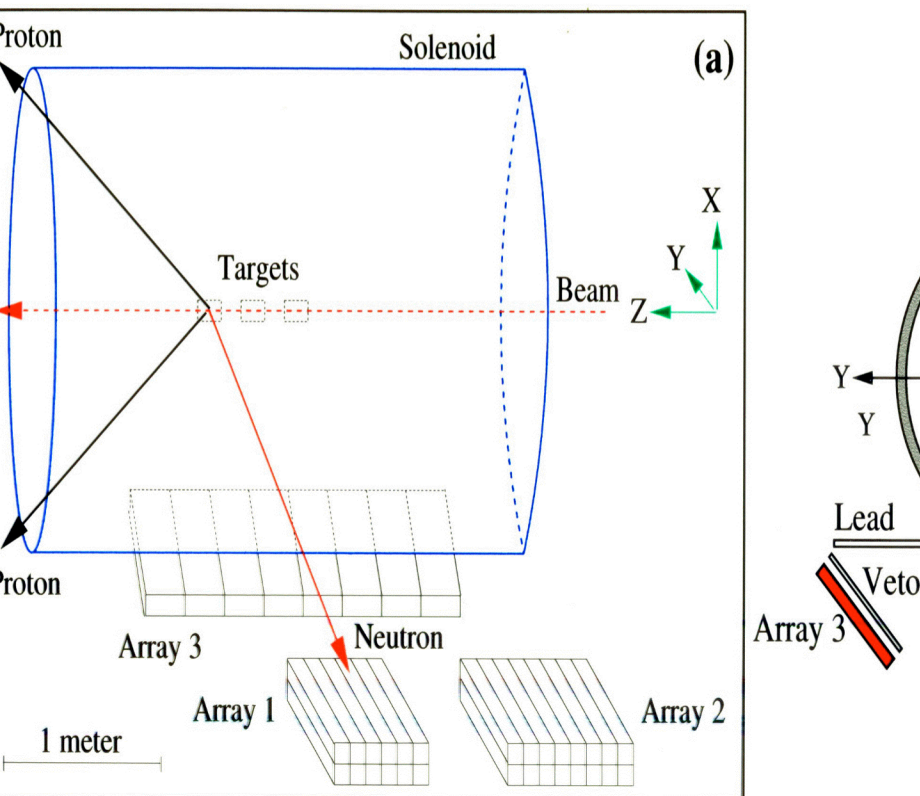 Proton
Solenoid
(a)
X
Targets
Y
Beam
Z
Proton
Array 3
Neutron
Array 1
Array 2
1 meter
Y
Y
Lead
Veto
Array 3